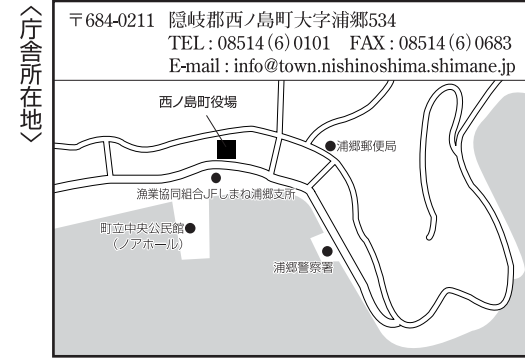 〈庁舎所在地〉
〒684-0211 隠岐郡西ノ島町大字浦郷534
TEL : 08514(6)0101 FAX : 08514(6)0683
E-mail : info@town.nishinoshima.shimane.jp
西ノ島町役場
浦郷郵便局
漁業協同組合JFしまね浦郷支所
町立中央公民館
(ノアホール)
浦郷警察署